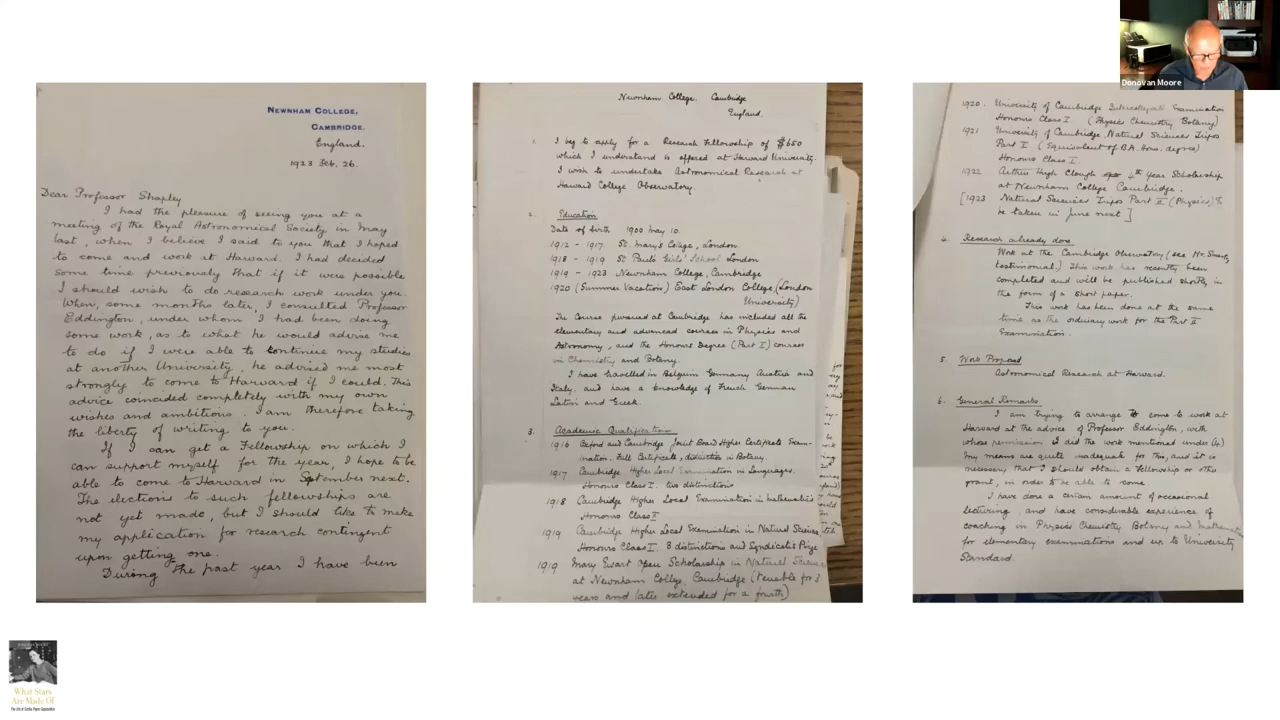 Donovan Moore
NEWNHAM COLLEGE,
CAMBRIDGE.
England.
1923 Feb. 26.
Dear Professor Shapley
I had the pleasure of seeing you at a
meeting of the Royal Astronomical Society in May
last, when I believe I said to you that I hoped
to come and work at Harvard. I had decided
some time previously that if it were possible
I should wish to do research work under you.
When, some months later, I consulted Professor
Eddington, under whom I had been doing
some work, as to what he would advise me
to do if I were able to continue my studies
at another University, he advised me most
strongly to come to Harvard if I could. This
advice coincided completely with my own
wishes and ambitions. I am therefore taking
the liberty of writing to you.
If I can get a Fellowship on which I
can support myself for the year, I hope to be
able to come to Harvard in September next.
The elections to such fellowships are
not yet made, but I should like to make
my application for research contingent
upon getting one.
During the past year I have been
Newnham College. Cambridge
England.
1. I beg to apply for a Research Fellowship of $650
which I understand is offered at Harvard University.
I wish to undertake Astronomical Research at
Harvard College Observatory.
2. Education
Date of birth 1900 May 10.
1912 - 1917. St. Mary's College, London
1918 - 1919 St Paul's Girls' School London
1919 - 1923 Newnham College, Cambridge
1920 (Summer Vacation) East London College (London
University)
The Course pursued at Cambridge has included all the
elementary and advanced courses in Physics and
Astronomy, and the Honours Degree (Part I) courses
in Chemistry and Botany.
I have travelled in Belgium Germany Austria and
Italy, and have a knowledge of French German
Latin and Greek.
3. Academic Qualifications
1916 Oxford and Cambridge Joint Board Higher Certificate Exam-
ination. Full Certificate, distinction in Botany.
1917 Cambridge Higher Local Examination in Languages.
Honours Class I. two distinctions
1918 Cambridge Higher Local Examination in Mathematics
Honours Class II
1919 Cambridge Higher Local Examination in Natural Science
Honours Class I. 3 distinctions and Syndicate's Prize
1919 Mary Ewart open Scholarship in Natural Science
at Newnham College, Cambridge (tenable for 3
years and later extended for a fourth)
1920. University of Cambridge Intercollegiate Examination
Honours Class I (Physics Chemistry Botany)
1921 University of Cambridge Natural Sciences Tripos
Part I (Equivalent of B.A. Hons. degree)
Honours Class I.
1922 Arthur Hugh Clough 4th Year Scholarship
at Newnham College Cambridge.
[1923 Natural Sciences Tripos Part II (Physics) to
be taken in June next]
4. Research already done
Work at the Cambridge Observatory (see Mr. Smart's
testimonial.) This work has recently been
completed and will be published shortly in
the form of a short paper.
This work has been done at the same
time as the ordinary work for the Part II
Examination.
5. Work Proposed
Astronomical Research at Harvard.
6. General Remarks
I am trying to arrange to come to work at
Harvard at the advice of Professor Eddington, with
whose permission I did the work mentioned under (4)
My means are quite inadequate for this, and it is
necessary that I should obtain a Fellowship or other
grant, in order to be able to come.
I have done a certain amount of occasional
lecturing, and have considerable experience of
coaching in Physics Chemistry Botany and Mathematics
for elementary examinations and up to University
Standard.
What Stars
Are Made Of
The Life of Cecilia Payne-Gaposchkin